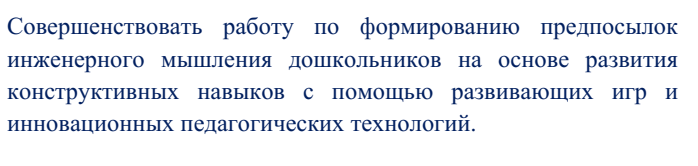 Совершенствовать работу по формированию предпосылок
инженерного мышления дошкольников на основе развития
конструктивных навыков с помощью развивающих игр и
инновационных педагогических технологий.